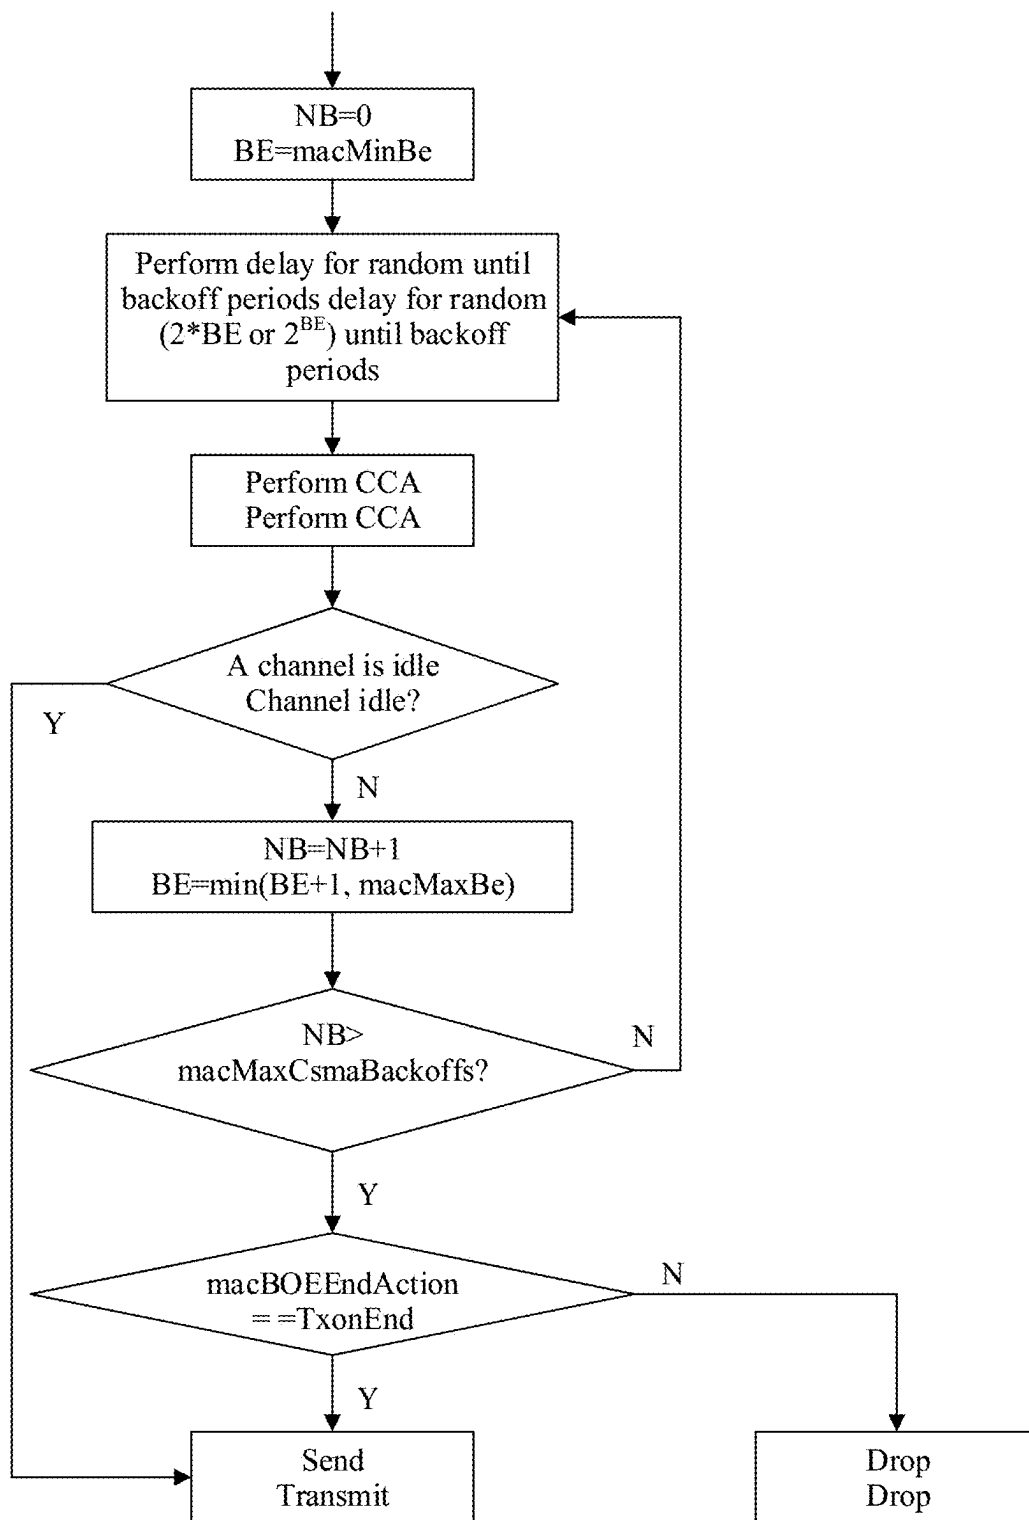 NB=0
BE=macMinBe
Perform delay for random until
backoff periods delay for random
(2*BE or 2^BE) until backoff
periods
Perform CCA
Perform CCA
A channel is idle
Channel idle?
Y
N
NB=NB+1
BE=min(BE+1, macMaxBe)
NB>
macMaxCsmaBackoffs?
N
Y
macBOEEndAction
= =TxonEnd
N
Y
Send
Transmit
Drop
Drop